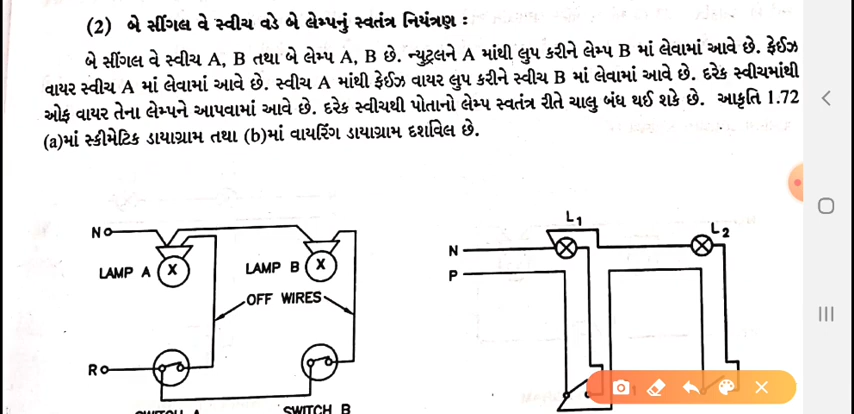 (2) બે સીંગલ વે સ્વીચ વડે બે લેમ્પનું સ્વતંત્ર નિયંત્રણ :
બે સીંગલ વે સ્વીચ A, B તથા બે લેમ્પ A, B છે. ન્યુટ્રલને A માંથી લુપ કરીને લેમ્પ B માં લેવામાં આવે છે. ફેઈઝ
વાયર સ્વીચ A માં લેવામાં આવે છે. સ્વીચ A માંથી ફેઈઝ વાયર લુપ કરીને સ્વીચ B માં લેવામાં આવે છે. દરેક સ્વીચમાંથી
ઓફ વાયર તેના લેમ્પને આપવામાં આવે છે. દરેક સ્વીચથી પોતાનો લેમ્પ સ્વતંત્ર રીતે ચાલુ બંધ થઈ શકે છે. આકૃતિ 1.72
(a)માં સ્કીમેટિક ડાયાગ્રામ તથા (b)માં વાયરિંગ ડાયાગ્રામ દર્શાવેલ છે.
N
LAMP A X
LAMP B X
OFF WIRES
R
SWITCH A
SWITCH B
L1
L2
N
P